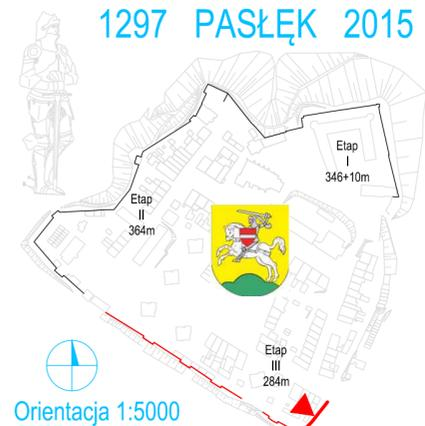 1297 PASŁĘK 2015
Etap
I
346+10m
Etap
II
364m
Etap
III
284m
Orientacja 1:5000